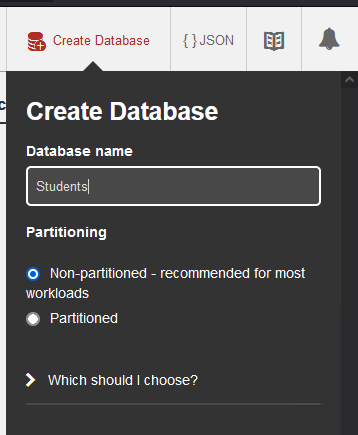 Create Database
{ } JSON
Create Database
Database name
Students
Partitioning
Non-partitioned - recommended for most
workloads
Partitioned
Which should I choose?